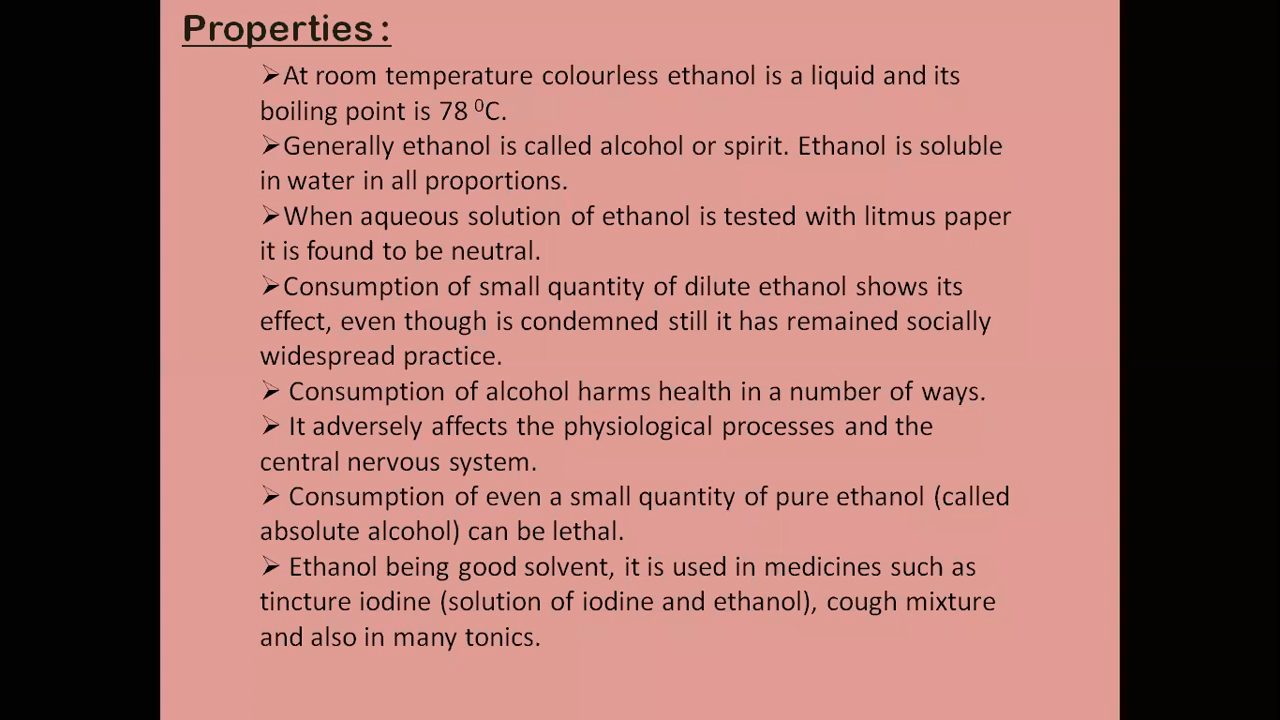 Properties :
➢At room temperature colourless ethanol is a liquid and its
boiling point is 78 ⁰C.
➢Generally ethanol is called alcohol or spirit. Ethanol is soluble
in water in all proportions.
➢When aqueous solution of ethanol is tested with litmus paper
it is found to be neutral.
➢Consumption of small quantity of dilute ethanol shows its
effect, even though is condemned still it has remained socially
widespread practice.
➢ Consumption of alcohol harms health in a number of ways.
➢ It adversely affects the physiological processes and the
central nervous system.
➢ Consumption of even a small quantity of pure ethanol (called
absolute alcohol) can be lethal.
➢ Ethanol being good solvent, it is used in medicines such as
tincture iodine (solution of iodine and ethanol), cough mixture
and also in many tonics.